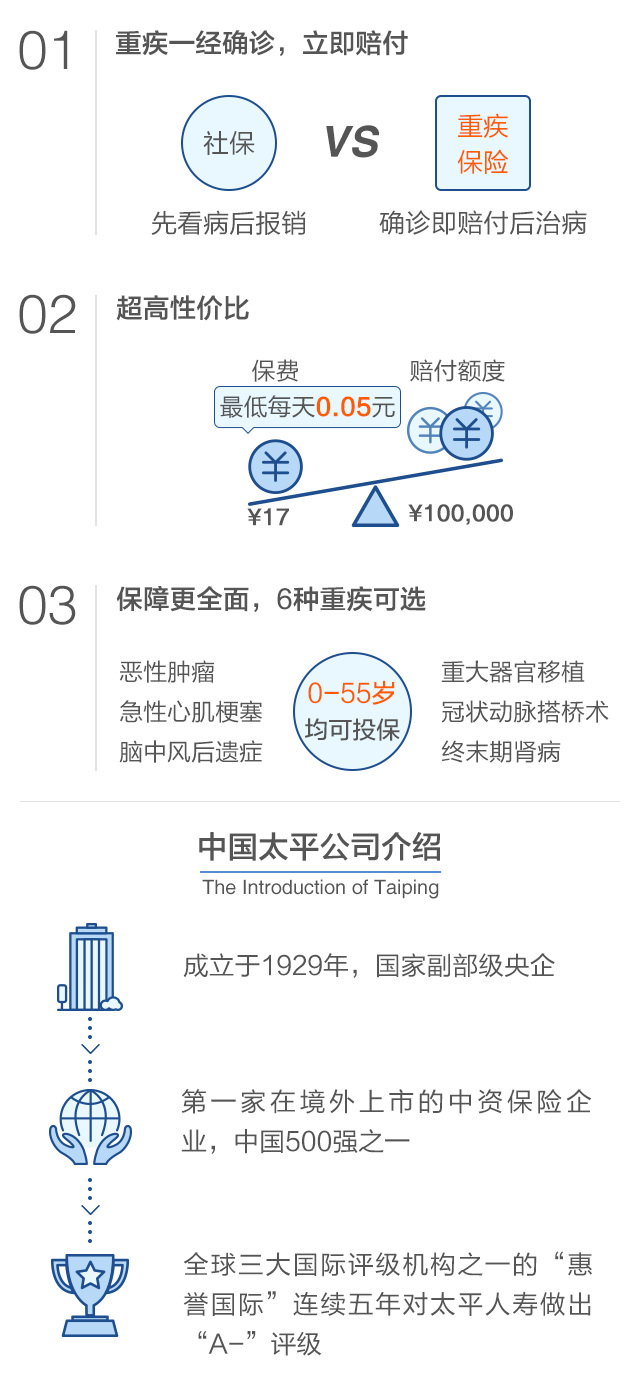 01
重疾一经确诊，立即赔付
社保
VS
重疾
保险
先看病后报销
确诊即赔付后治病
02
超高性价比
保费
赔付额度
最低每天0.05元
¥17
¥100,000
03
保障更全面，6种重疾可选
恶性肿瘤
急性心肌梗塞
脑中风后遗症
0-55岁
均可投保
重大器官移植
冠状动脉搭桥术
终末期肾病
中国太平公司介绍
The Introduction of Taiping
成立于1929年，国家副部级央企
第一家在境外上市的中资保险企
业，中国500强之一
全球三大国际评级机构之一的“惠
誉国际”连续五年对太平人寿做出
“A-”评级